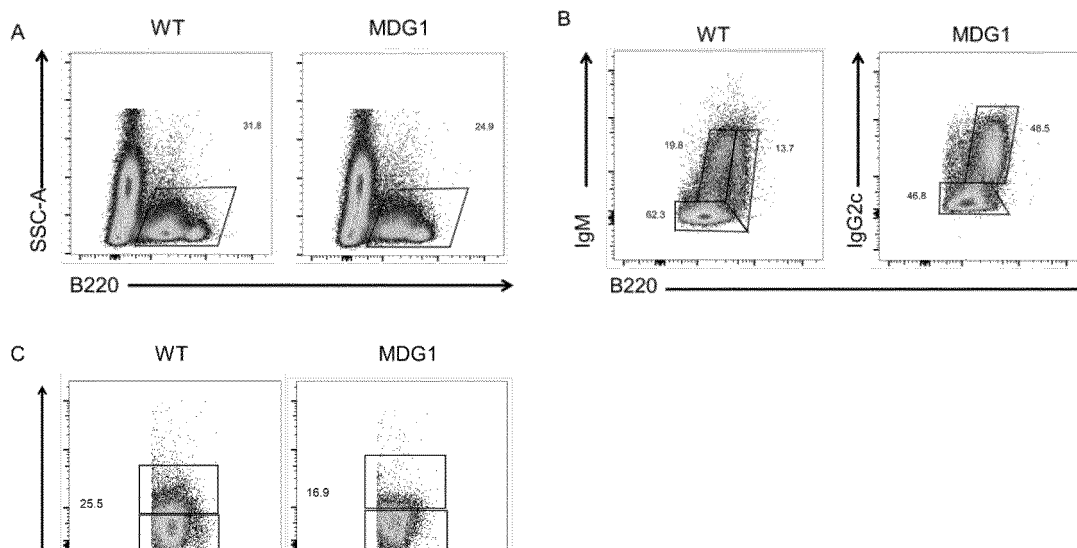 A
WT
MDG1
SSC-A
31.8
24.9
B220
B
WT
MDG1
IgM
19.8
13.7
62.3
IgG2c
48.5
46.8
B220
C
WT
MDG1
25.5
16.9